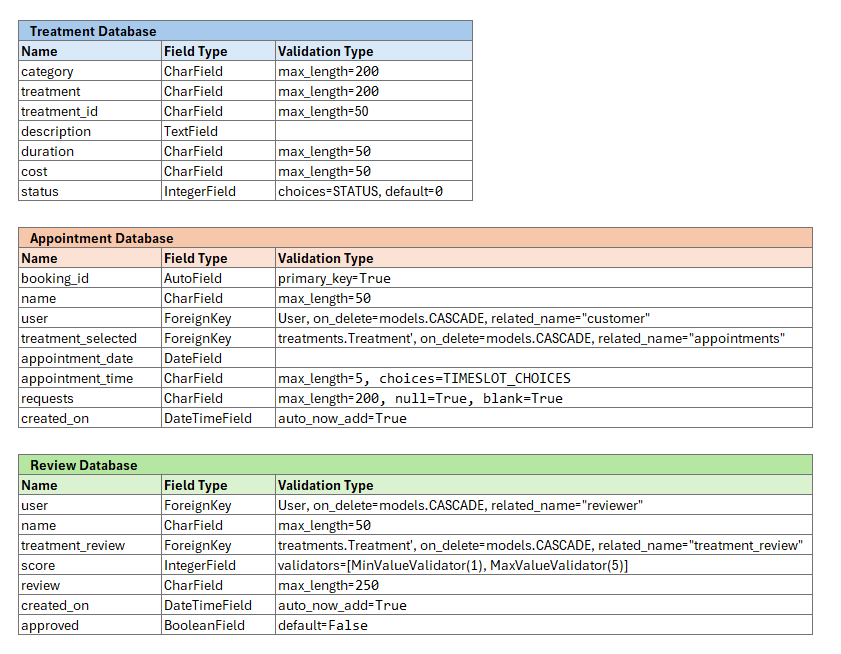 Treatment Database
Name Field Type Validation Type
category CharField max_length=200
treatment CharField max_length=200
treatment_id CharField max_length=50
description TextField
duration CharField max_length=50
cost CharField max_length=50
status IntegerField choices=STATUS, default=0
Appointment Database
Name Field Type Validation Type
booking_id AutoField primary_key=True
name CharField max_length=50
user ForeignKey User, on_delete=models.CASCADE, related_name="customer"
treatment_selected ForeignKey treatments.Treatment', on_delete=models.CASCADE, related_name="appointments"
appointment_date DateField
appointment_time CharField max_length=5, choices=TIMESLOT_CHOICES
requests CharField max_length=200, null=True, blank=True
created_on DateTimeField auto_now_add=True
Review Database
Name Field Type Validation Type
user ForeignKey User, on_delete=models.CASCADE, related_name="reviewer"
name CharField max_length=50
treatment_review ForeignKey treatments.Treatment', on_delete=models.CASCADE, related_name="treatment_review"
score IntegerField validators=[MinValueValidator(1), MaxValueValidator(5)]
review CharField max_length=250
created_on DateTimeField auto_now_add=True
approved BooleanField default=False